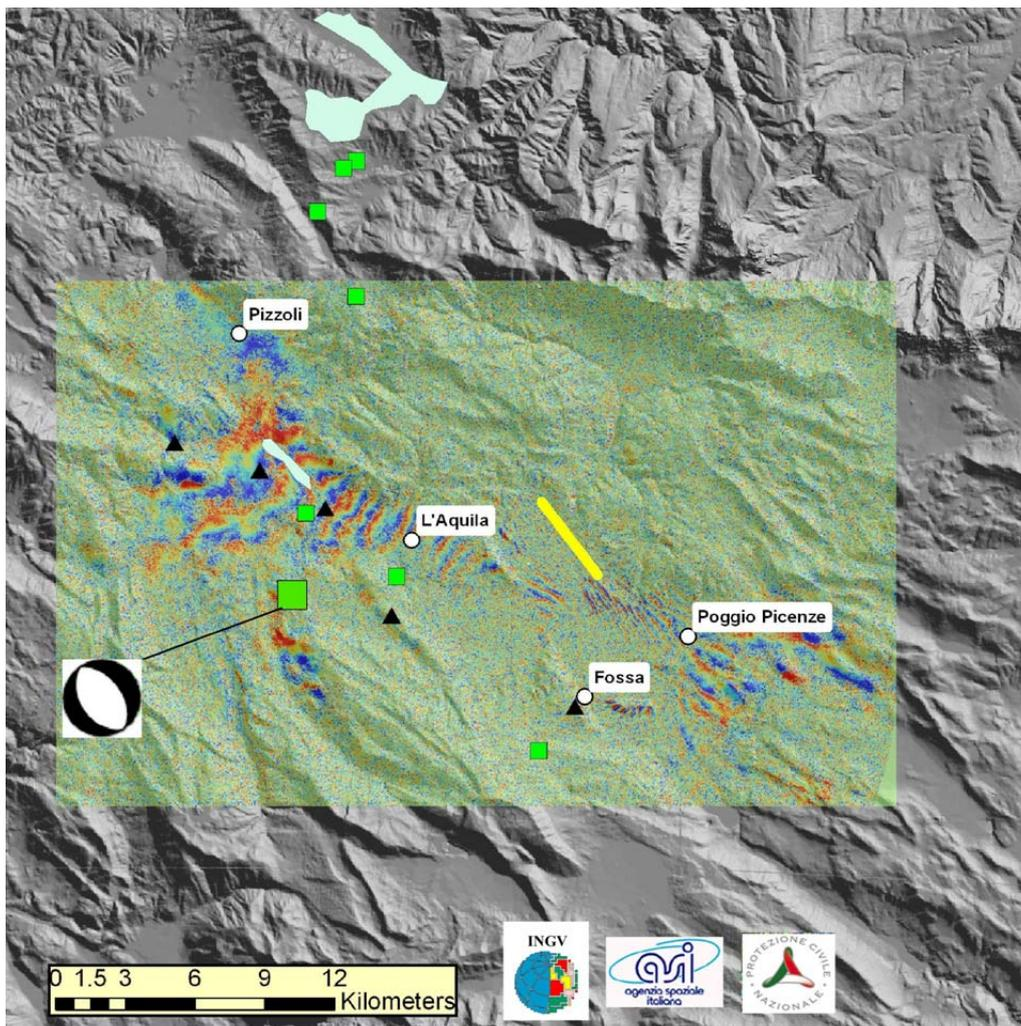 Pizzoli
L'Aquila
Poggio Picenze
Fossa
INGV
asi
agenzia spaziale
italiana
PROTEZIONE CIVILE
NAZIONALE
0 1.5 3 6 9 12
Kilometers